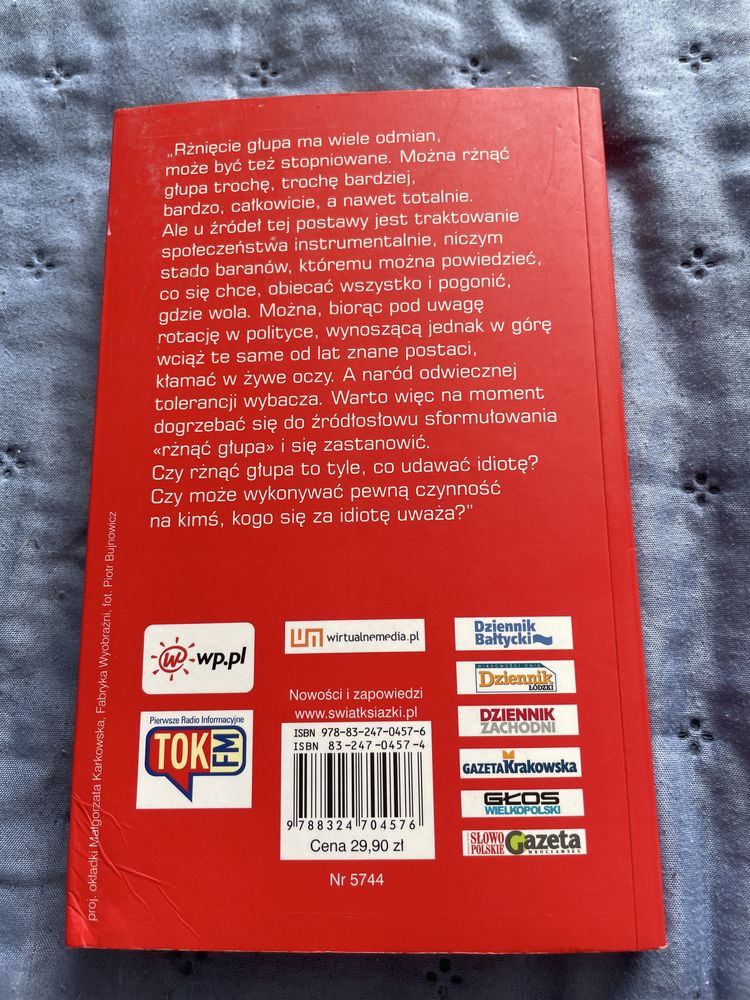 „Rżnięcie głupa ma wiele odmian,
może być też stopniowane. Można rżnąć
głupa trochę, trochę bardziej,
bardzo, całkowicie, a nawet totalnie.
Ale u źródeł tej postawy jest traktowanie
społeczeństwa instrumentalnie, niczym
stado baranów, któremu można powiedzieć,
co się chce, obiecać wszystko i pogonić,
gdzie wola. Można, biorąc pod uwagę
rotację w polityce, wynoszącą jednak w górę
wciąż te same od lat znane postaci,
kłamać w żywe oczy. A naród odwiecznej
tolerancji wybacza. Warto więc na moment
dogrzebać się do źródłosłowu sformułowania
«rżnąć głupa» i się zastanowić.
Czy rżnąć głupa to tyle, co udawać idiotę?
Czy może wykonywać pewną czynność
na kimś, kogo się za idiotę uważa?”
proj. okładki Małgorzata Karkowska, Fabryka Wyobraźni, fot. Piotr Bujnowicz
wp.pl
Pierwsze Radio Informacyjne
TOK FM
wirtualnemedia.pl
Nowości i zapowiedzi
www.swiatksiazki.pl
ISBN 978-83-247-0457-6
ISBN 83-247-0457-4
9 788324 704576
Cena 29,90 zł
Nr 5744
Dziennik
Bałtycki
WIADOMOŚCI DNIA
Dziennik
ŁÓDZKI
DZIENNIK
ZACHODNI
GAZETA Krakowska
GŁOS
WIELKOPOLSKI
SŁOWO
POLSKIE
Gazeta
WROCŁAWSKA